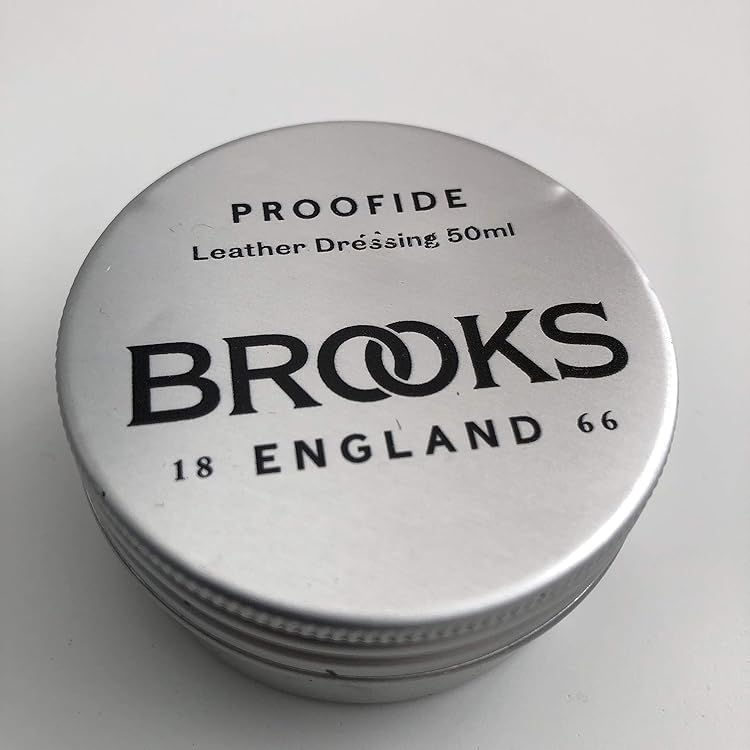 PROOFIDE
Leather Dressing 50ml
BROOKS
18 ENGLAND 66